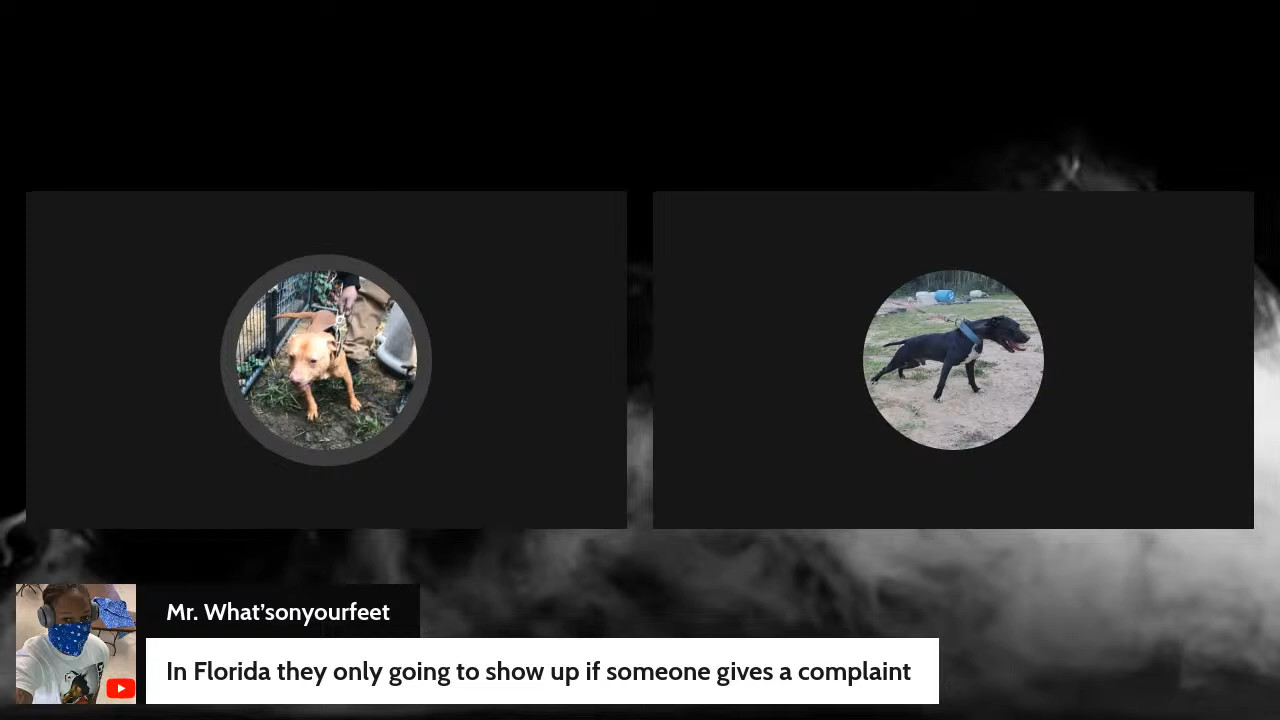 Mr. What'sonyourfeet
In Florida they only going to show up if someone gives a complaint